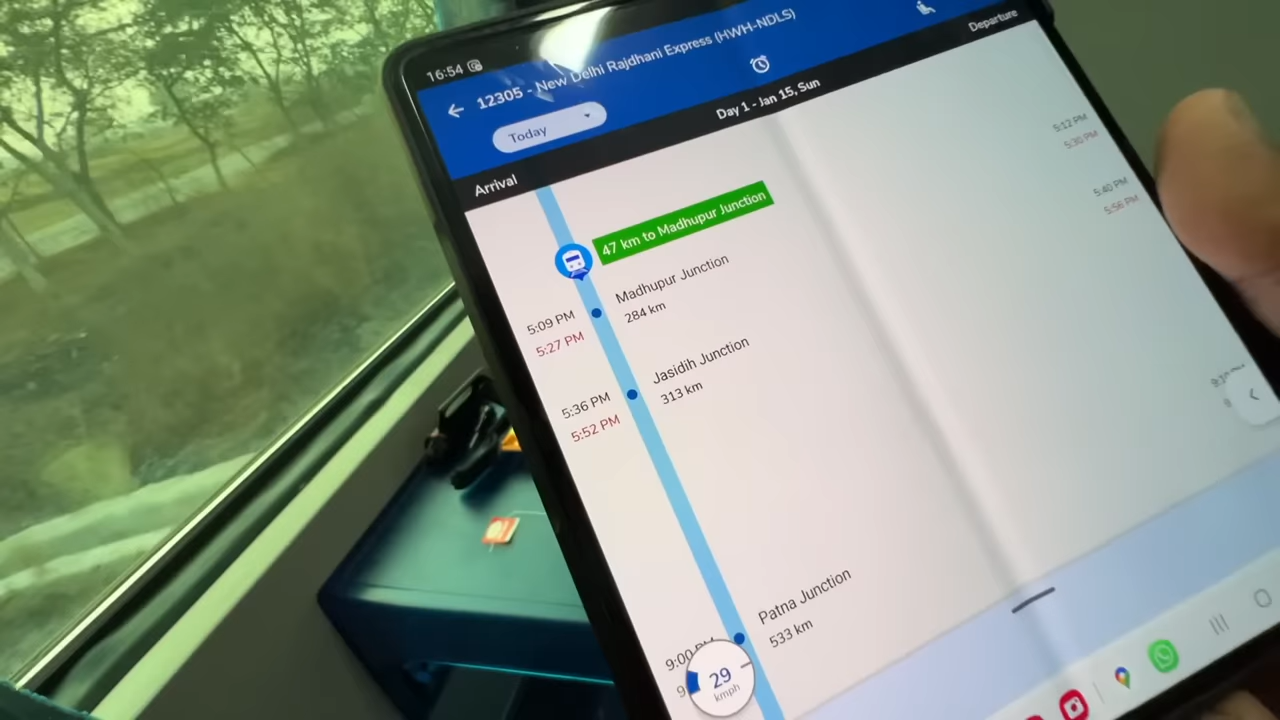 16:54
12305 - New Delhi Rajdhani Express (HWH-NDLS)
Today
Day 1 - Jan 15, Sun
Arrival
Departure
47 km to Madhupur Junction
5:09 PM
5:27 PM
Madhupur Junction
284 km
5:12 PM
5:30 PM
5:36 PM
5:52 PM
Jasidih Junction
313 km
5:40 PM
5:56 PM
9:00
Patna Junction
533 km
29
kmph